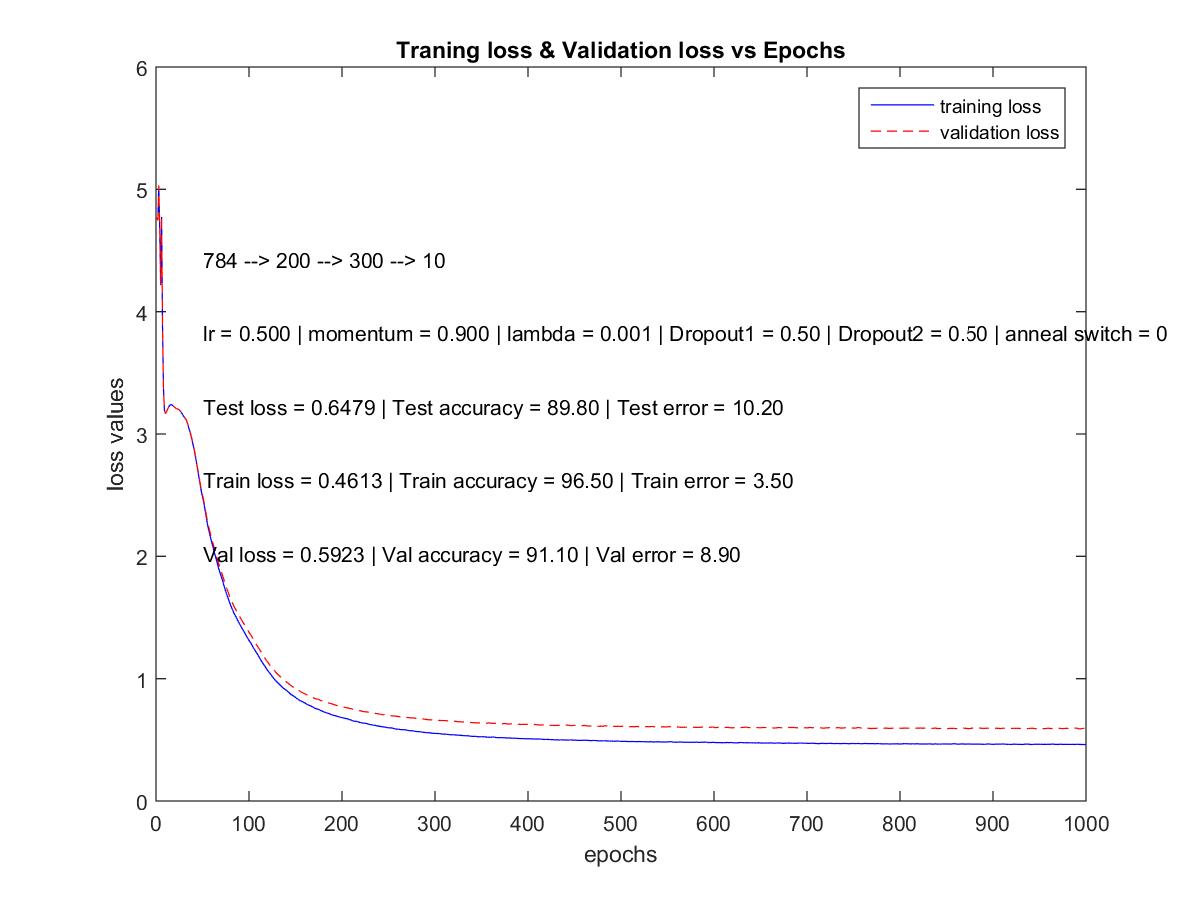 Traning loss & Validation loss vs Epochs
6
training loss
validation loss
5
784 --> 200 --> 300 --> 10
4
lr = 0.500 | momentum = 0.900 | lambda = 0.001 | Dropout1 = 0.50 | Dropout2 = 0.50 | anneal switch = 0
Test loss = 0.6479 | Test accuracy = 89.80 | Test error = 10.20
3
loss values
Train loss = 0.4613 | Train accuracy = 96.50 | Train error = 3.50
2
Val loss = 0.5923 | Val accuracy = 91.10 | Val error = 8.90
1
0
0 100 200 300 400 500 600 700 800 900 1000
epochs